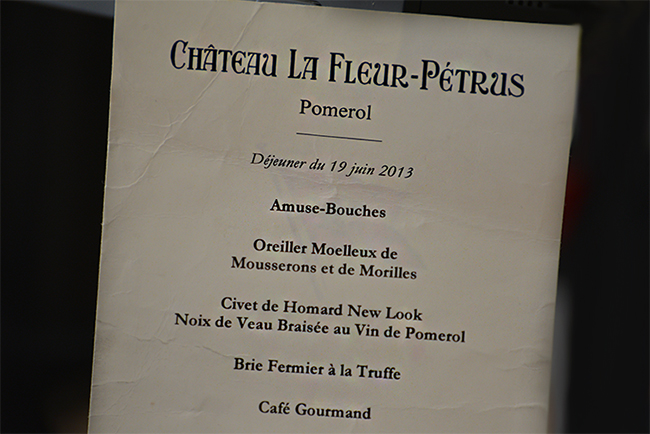 CHÂTEAU LA FLEUR-PÉTRUS
Pomerol
Déjeuner du 19 juin 2013
Amuse-Bouches
Oreiller Moelleux de
Mousserons et de Morilles
Civet de Homard New Look
Noix de Veau Braisée au Vin de Pomerol
Brie Fermier à la Truffe
Café Gourmand